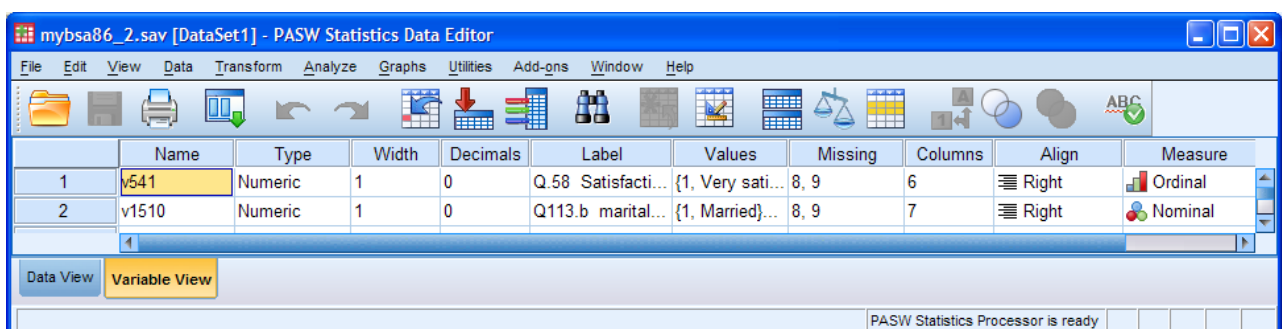 mybsa86_2.sav [DataSet1] - PASW Statistics Data Editor
File Edit View Data Transform Analyze Graphs Utilities Add-ons Window Help
A 1 4 ABC
Name Type Width Decimals Label Values Missing Columns Align Measure
1 v541 Numeric 1 0 Q.58 Satisfacti... {1, Very sati... 8, 9 6 Right Ordinal
2 v1510 Numeric 1 0 Q113.b marital... {1, Married}... 8, 9 7 Right Nominal
Data View Variable View
PASW Statistics Processor is ready